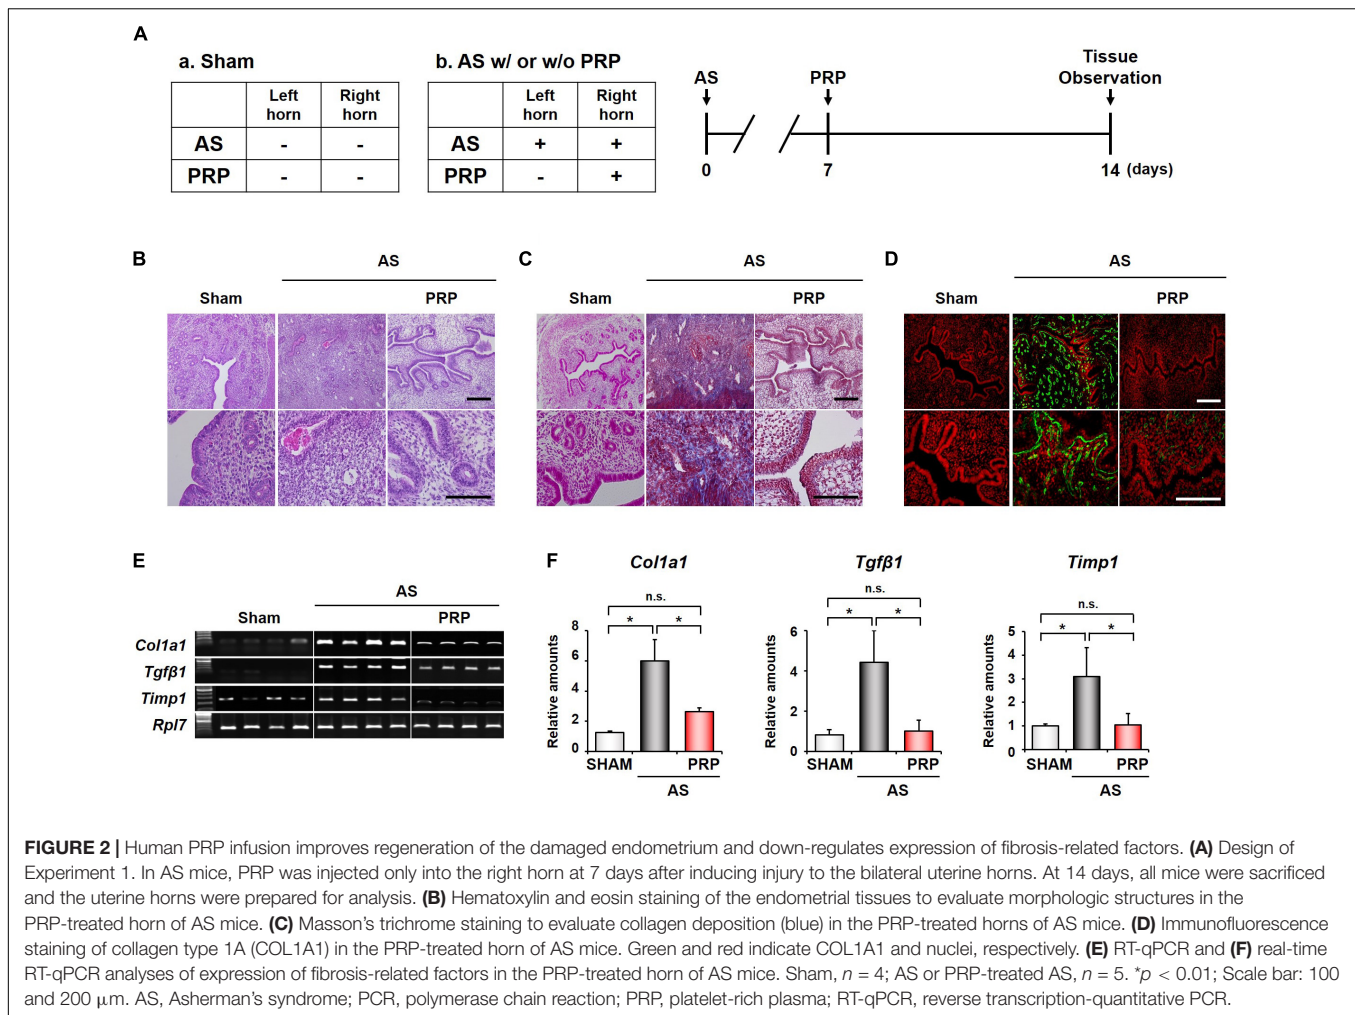 A
a. Sham
Left horn Right horn
AS - -
PRP - -
b. AS w/ or w/o PRP
Left horn Right horn
AS + +
PRP - +
AS PRP Tissue Observation
0 7 14 (days)
B
AS
Sham PRP
C
AS
Sham PRP
D
AS
Sham PRP
E
AS
Sham PRP
Col1a1
Tgfβ1
Timp1
Rpl7
F
Col1a1
n.s.
* *
Relative amounts
8
6
4
2
0
SHAM PRP
AS
Tgfβ1
n.s.
* *
Relative amounts
6
4
2
0
SHAM PRP
AS
Timp1
n.s.
* *
Relative amounts
5
4
3
2
1
0
SHAM PRP
AS
FIGURE 2 | Human PRP infusion improves regeneration of the damaged endometrium and down-regulates expression of fibrosis-related factors. (A) Design of
Experiment 1. In AS mice, PRP was injected only into the right horn at 7 days after inducing injury to the bilateral uterine horns. At 14 days, all mice were sacrificed
and the uterine horns were prepared for analysis. (B) Hematoxylin and eosin staining of the endometrial tissues to evaluate morphologic structures in the
PRP-treated horn of AS mice. (C) Masson's trichrome staining to evaluate collagen deposition (blue) in the PRP-treated horns of AS mice. (D) Immunofluorescence
staining of collagen type 1A (COL1A1) in the PRP-treated horn of AS mice. Green and red indicate COL1A1 and nuclei, respectively. (E) RT-qPCR and (F) real-time
RT-qPCR analyses of expression of fibrosis-related factors in the PRP-treated horn of AS mice. Sham, n = 4; AS or PRP-treated AS, n = 5. *p < 0.01; Scale bar: 100
and 200 μm. AS, Asherman's syndrome; PCR, polymerase chain reaction; PRP, platelet-rich plasma; RT-qPCR, reverse transcription-quantitative PCR.